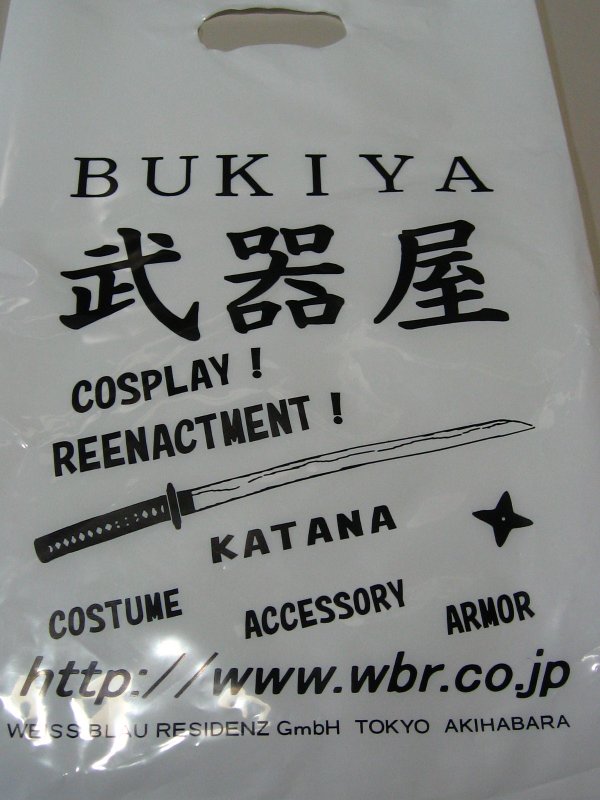 BUKIYA
武器屋
COSPLAY!
REENACTMENT!
KATANA
COSTUME ACCESSORY ARMOR
http://www.wbr.co.jp
WEISS BLAU RESIDENZ GmbH TOKYO AKIHABARA